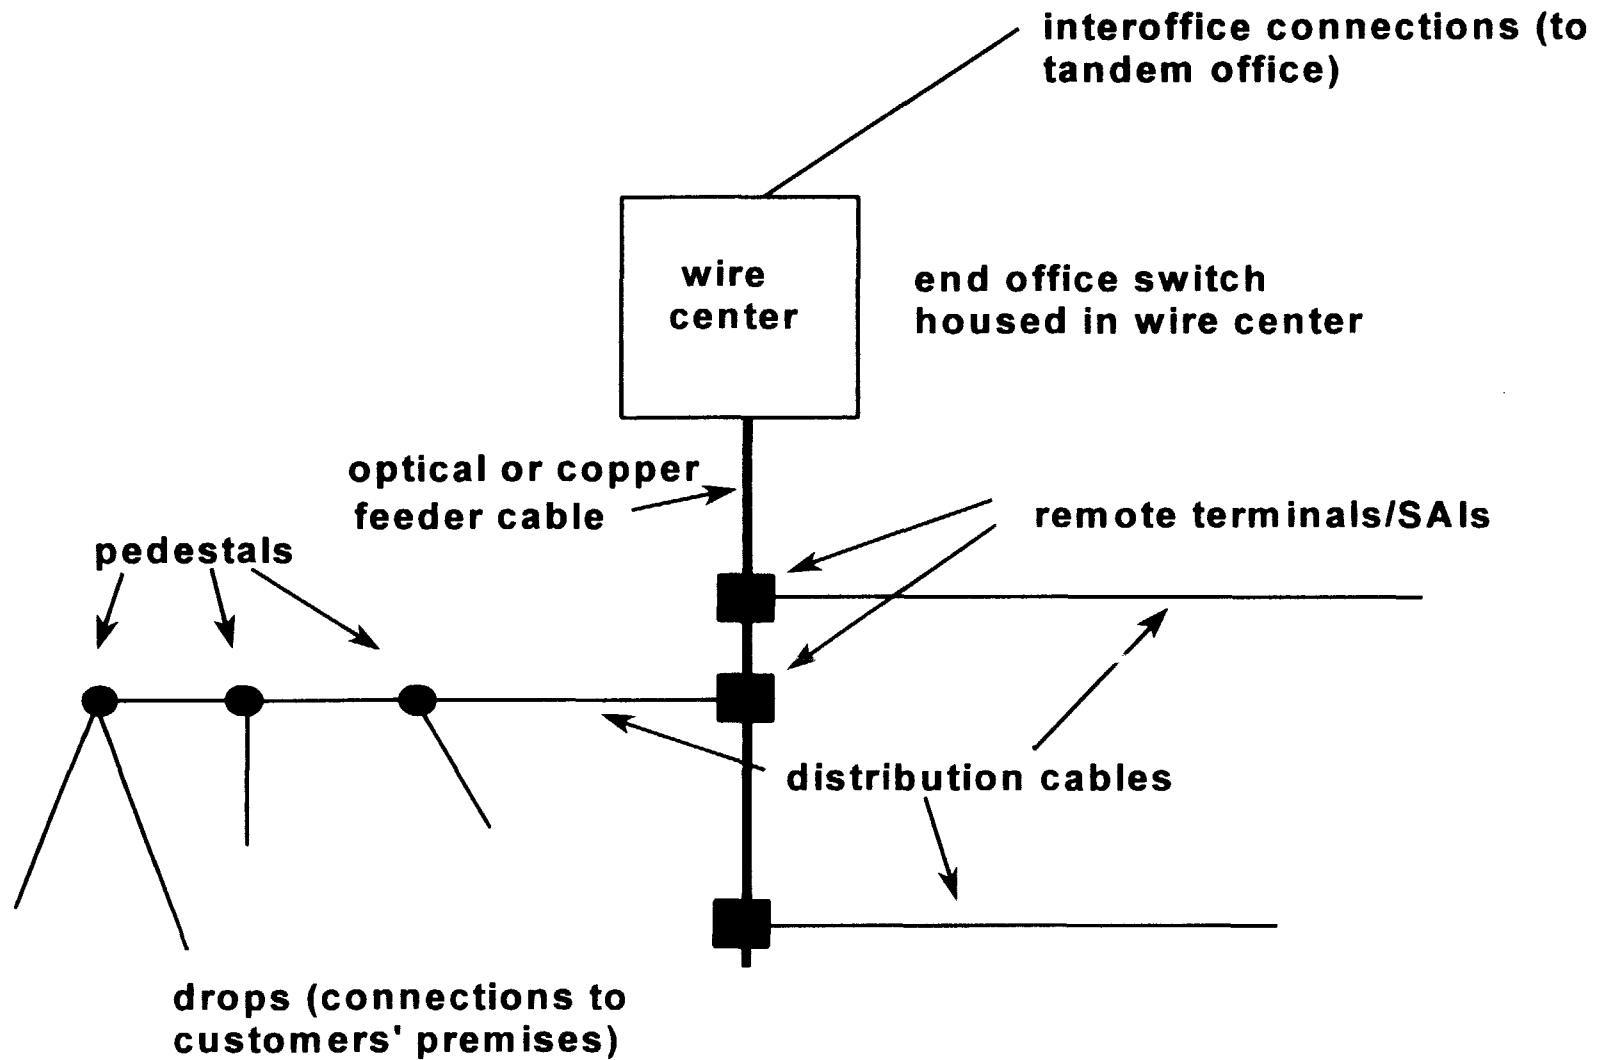 interoffice connections (to
tandem office)
wire
center
end office switch
housed in wire center
optical or copper
feeder cable
remote terminals/SAIs
pedestals
distribution cables
drops (connections to
customers' premises)